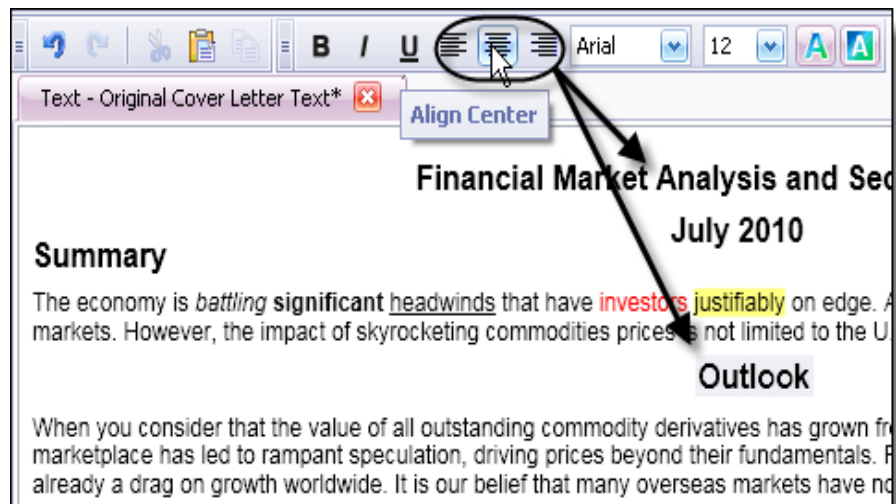 B I U Arial 12 A A
Text - Original Cover Letter Text*
Align Center
Financial Market Analysis and Sec
July 2010
Summary
The economy is battling significant headwinds that have investors justifiably on edge. A
markets. However, the impact of skyrocketing commodities prices is not limited to the U.
Outlook
When you consider that the value of all outstanding commodity derivatives has grown fr
marketplace has led to rampant speculation, driving prices beyond their fundamentals. F
already a drag on growth worldwide. It is our belief that many overseas markets have no